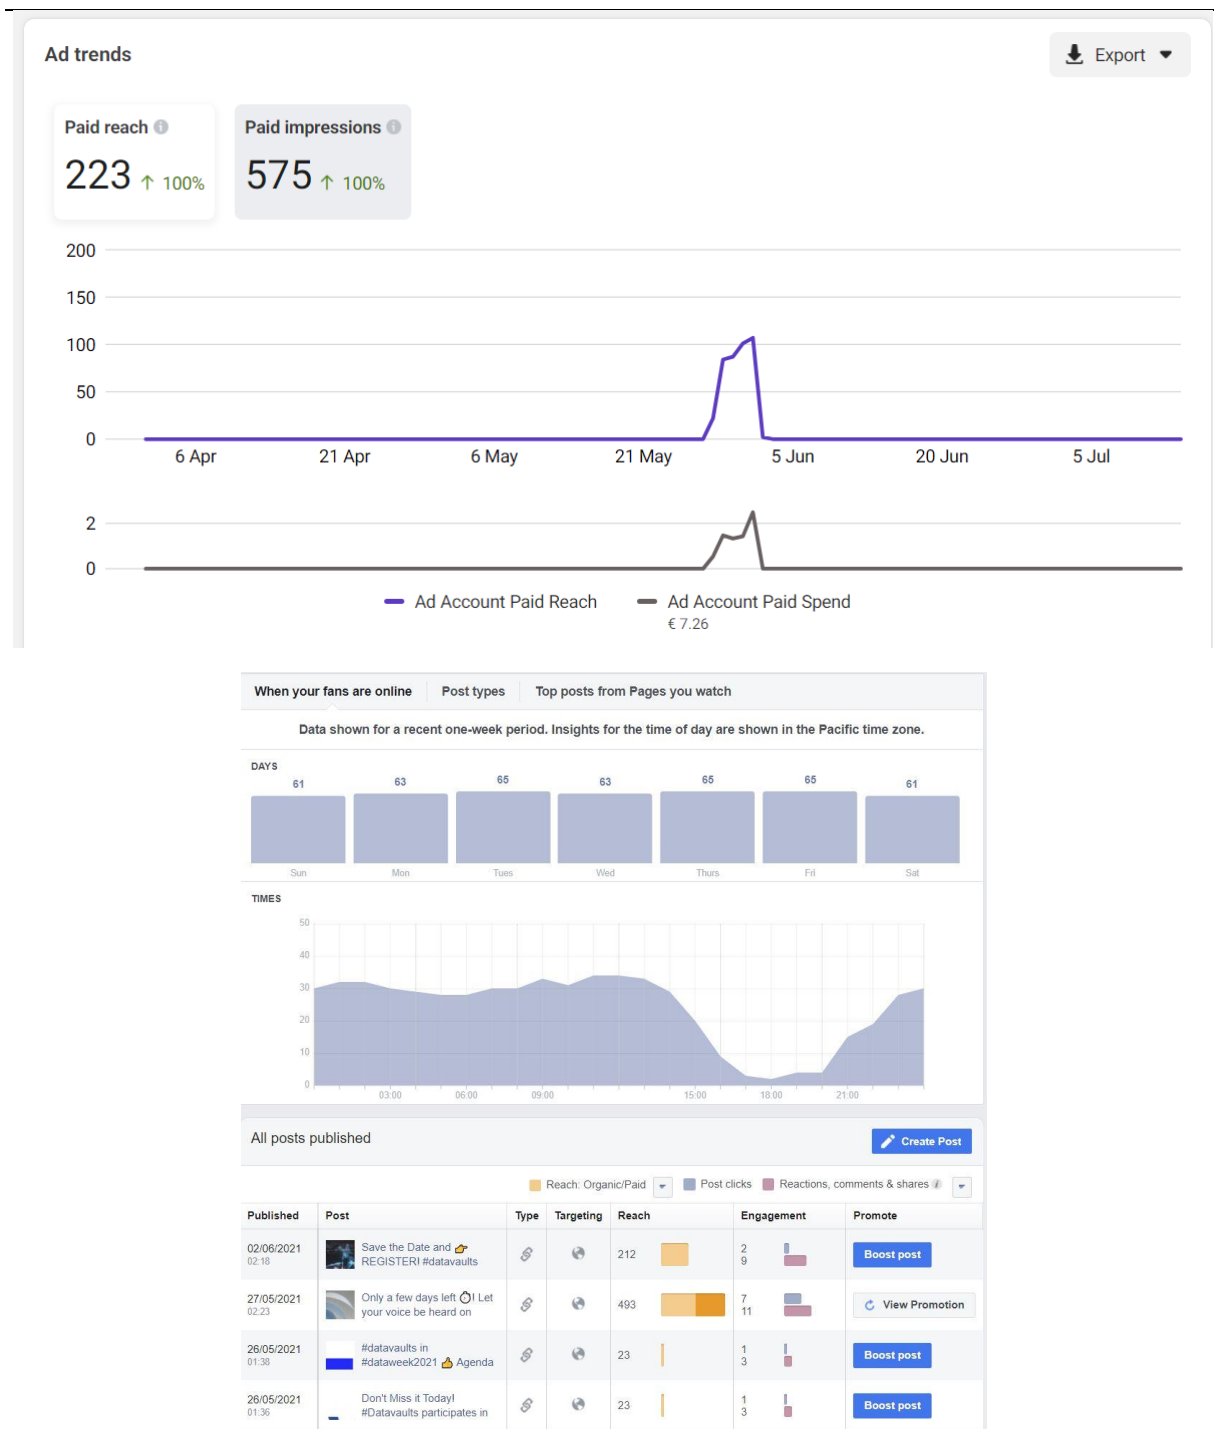 Ad trends
Export
Paid reach
Paid impressions
223 ↑ 100%
575 ↑ 100%
200
150
100
50
0
6 Apr 21 Apr 6 May 21 May 5 Jun 20 Jun 5 Jul
2
0
Ad Account Paid Reach
Ad Account Paid Spend
€ 7.26
When your fans are online Post types Top posts from Pages you watch
Data shown for a recent one-week period. Insights for the time of day are shown in the Pacific time zone.
DAYS
61 63 65 63 65 65 61
Sun Mon Tues Wed Thurs Fri Sat
TIMES
50
40
30
20
10
0
03:00 06:00 09:00 15:00 18:00 21:00
All posts published
Create Post
Reach: Organic/Paid Post clicks Reactions, comments & shares i
Published Post Type Targeting Reach Engagement Promote
02/06/2021
02:18
Save the Date and 👉
REGISTER! #datavaults
212
2
9
Boost post
27/05/2021
02:23
Only a few days left ⏱! Let
your voice be heard on
493
7
11
View Promotion
26/05/2021
01:38
#datavaults in
#dataweek2021 👍 Agenda
23
1
3
Boost post
26/05/2021
01:36
Don't Miss it Today!
#Datavaults participates in
23
1
3
Boost post